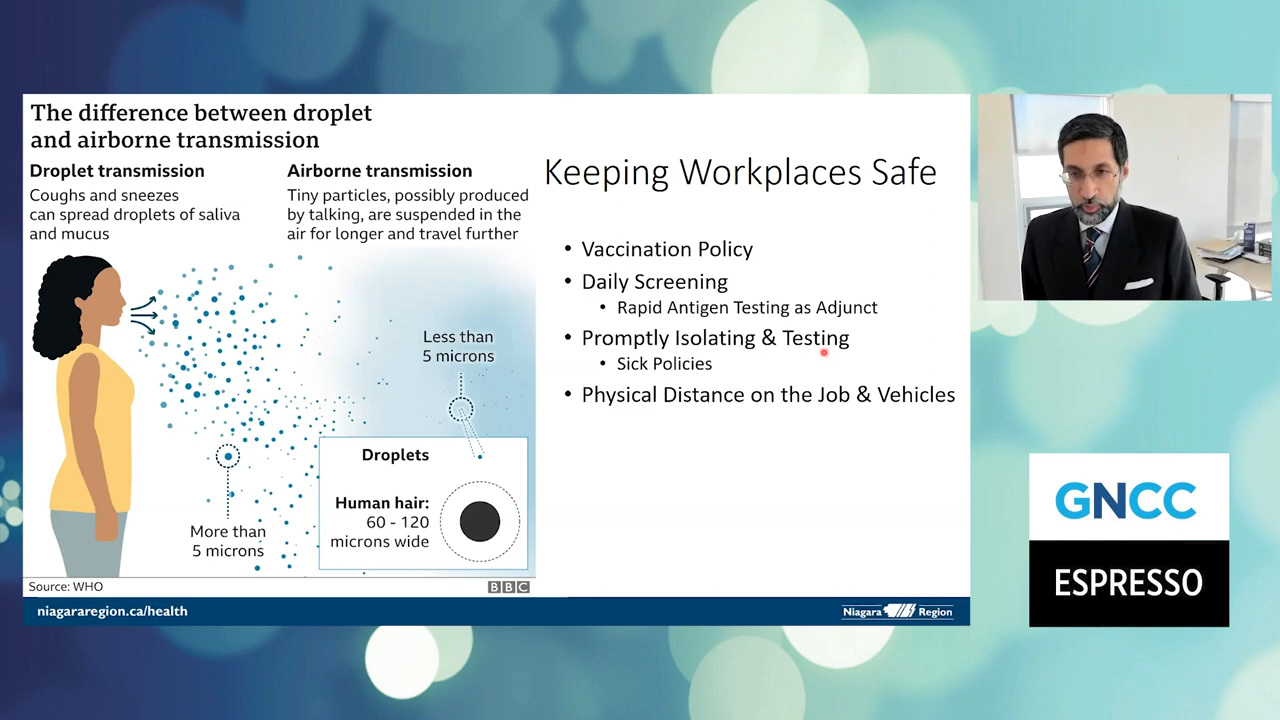 The difference between droplet
and airborne transmission
Droplet transmission
Coughs and sneezes
can spread droplets of saliva
and mucus
Airborne transmission
Tiny particles, possibly produced
by talking, are suspended in the
air for longer and travel further
Less than
5 microns
More than
5 microns
Droplets
Human hair:
60 - 120
microns wide
Source: WHO
BBC
Keeping Workplaces Safe
• Vaccination Policy
• Daily Screening
• Rapid Antigen Testing as Adjunct
• Promptly Isolating & Testing
• Sick Policies
• Physical Distance on the Job & Vehicles
niagararegion.ca/health
Niagara Region
GNCC
ESPRESSO